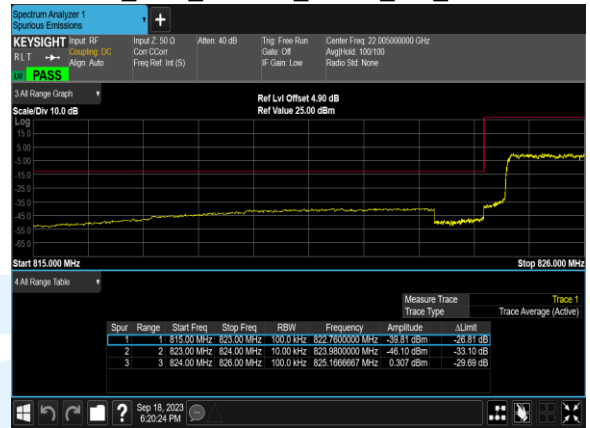 Spectrum Analyzer 1
Spurious Emissions
+
KEYSIGHT Input: RF Input Z: 50 Ω Atten: 40 dB Trig: Free Run Center Freq: 22.005000000 GHz
RLT Coupling: DC Corr CCorr Gate: Off Avg|Hold: 100/100
Align: Auto Freq Ref: Int (S) IF Gain: Low Radio Std: None
LM PASS
3 All Range Graph
Ref Lvl Offset 4.90 dB
Scale/Div 10.0 dB Ref Value 25.00 dBm
Log
15.0
5.00
-5.00
-15.0
-25.0
-35.0
-45.0
-55.0
-65.0
Start 815.000 MHz Stop 826.000 MHz
4 All Range Table
Measure Trace Trace 1
Trace Type Trace Average (Active)
Spur Range Start Freq Stop Freq RBW Frequency Amplitude ΔLimit
1 1 815.00 MHz 823.00 MHz 100.0 kHz 822.7600000 MHz -39.81 dBm -26.81 dB
2 2 823.00 MHz 824.00 MHz 10.00 kHz 823.9800000 MHz -46.10 dBm -33.10 dB
3 3 824.00 MHz 826.00 MHz 100.0 kHz 825.1666667 MHz 0.307 dBm -29.69 dB
? Sep 18, 2023
6:20:24 PM